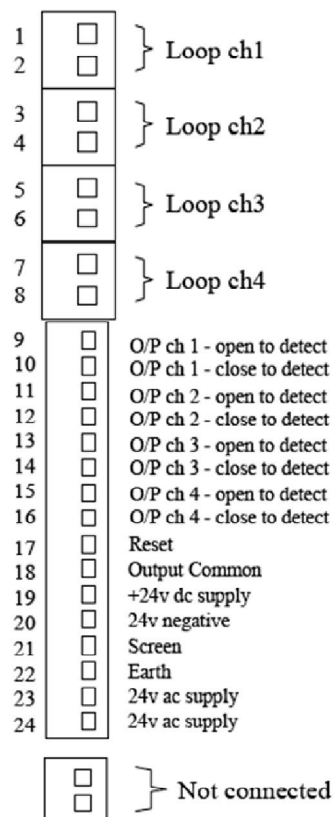 1
2
Loop ch1
3
4
Loop ch2
5
6
Loop ch3
7
8
Loop ch4
9 O/P ch 1 - open to detect
10 O/P ch 1 - close to detect
11 O/P ch 2 - open to detect
12 O/P ch 2 - close to detect
13 O/P ch 3 - open to detect
14 O/P ch 3 - close to detect
15 O/P ch 4 - open to detect
16 O/P ch 4 - close to detect
17 Reset
18 Output Common
19 +24v dc supply
20 24v negative
21 Screen
22 Earth
23 24v ac supply
24 24v ac supply
Not connected